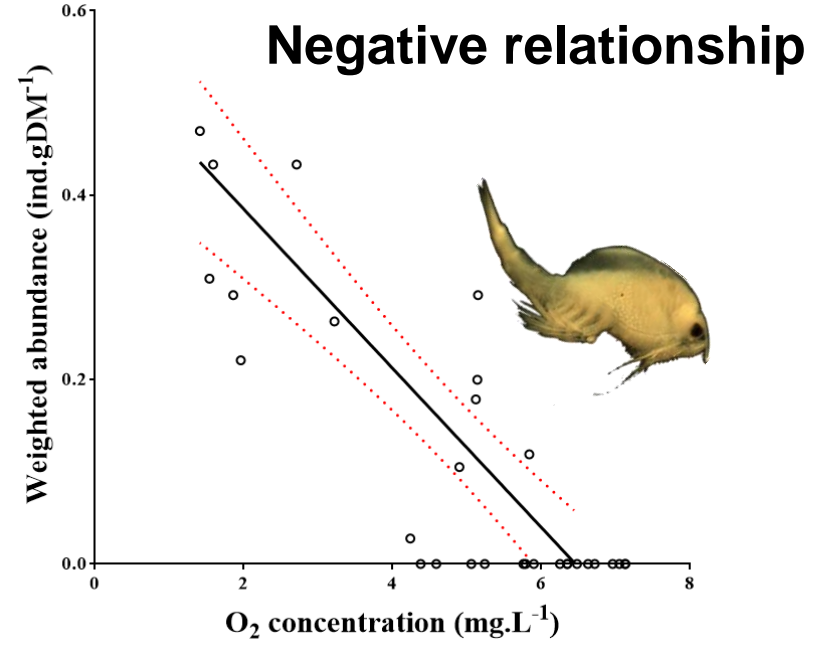 Negative relationship
Weighted abundance (ind.gDM⁻¹)
0.6
0.4
0.2
0.0
0 2 4 6 8
O₂ concentration (mg.L⁻¹)